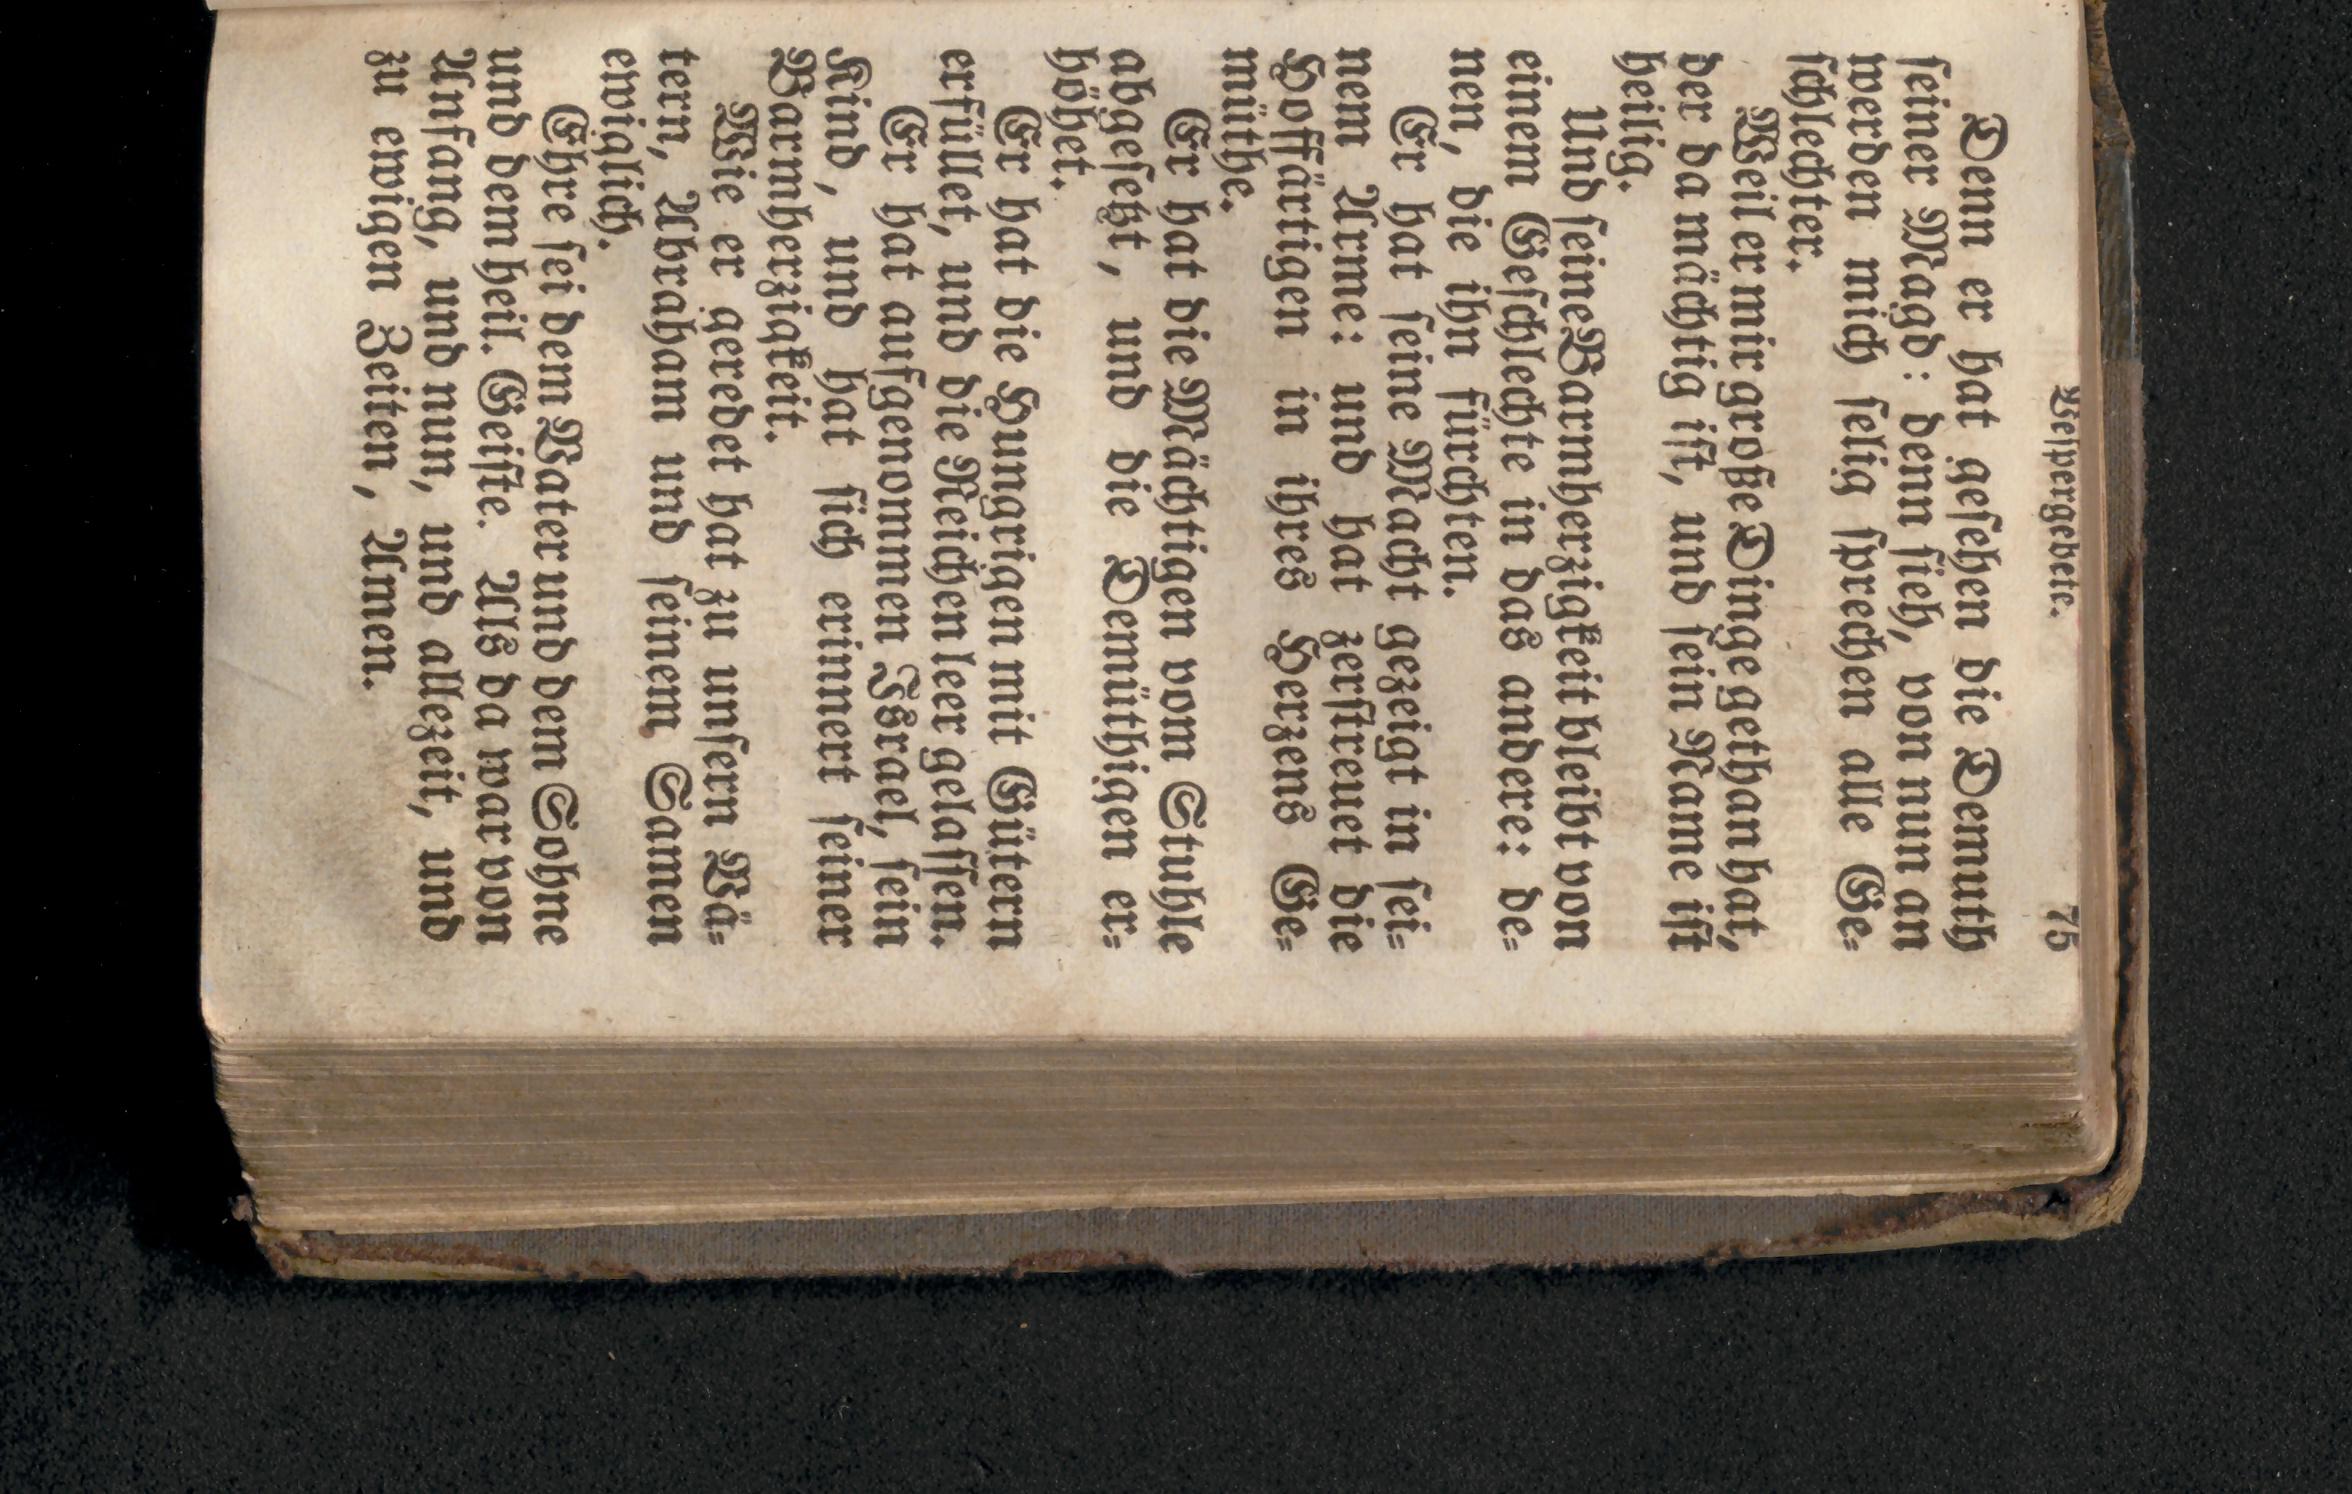 Vespergebete. 75
Denn er hat gesehen die Demuth
seiner Magd: denn sieh, von nun an
werden mich selig sprechen alle Ge-
schlechter.
Weil er mir große Dinge gethan hat,
der da mächtig ist, und sein Name ist
heilig.
Und seine Barmherzigkeit bleibt von
einem Geschlechte in das andere: de-
nen, die ihn fürchten.
Er hat seine Macht gezeigt in sei-
nem Arme: und hat zerstreuet die
Hoffärtigen in ihres Herzens Ge-
müthe.
Er hat die Mächtigen vom Stuhle
abgesetzt, und die Demüthigen er-
höhet.
Er hat die Hungrigen mit Gütern
erfüllet, und die Reichen leer gelassen.
Er hat aufgenommen Israel, sein
Kind, und hat sich erinnert seiner
Barmherzigkeit.
Wie er geredet hat zu unsern Vä-
tern, Abraham und seinem Samen
ewiglich.
Ehre sei dem Vater und dem Sohne
und dem heil. Geiste. Als da war von
Anfang, und nun, und allezeit, und
zu ewigen Zeiten, Amen.